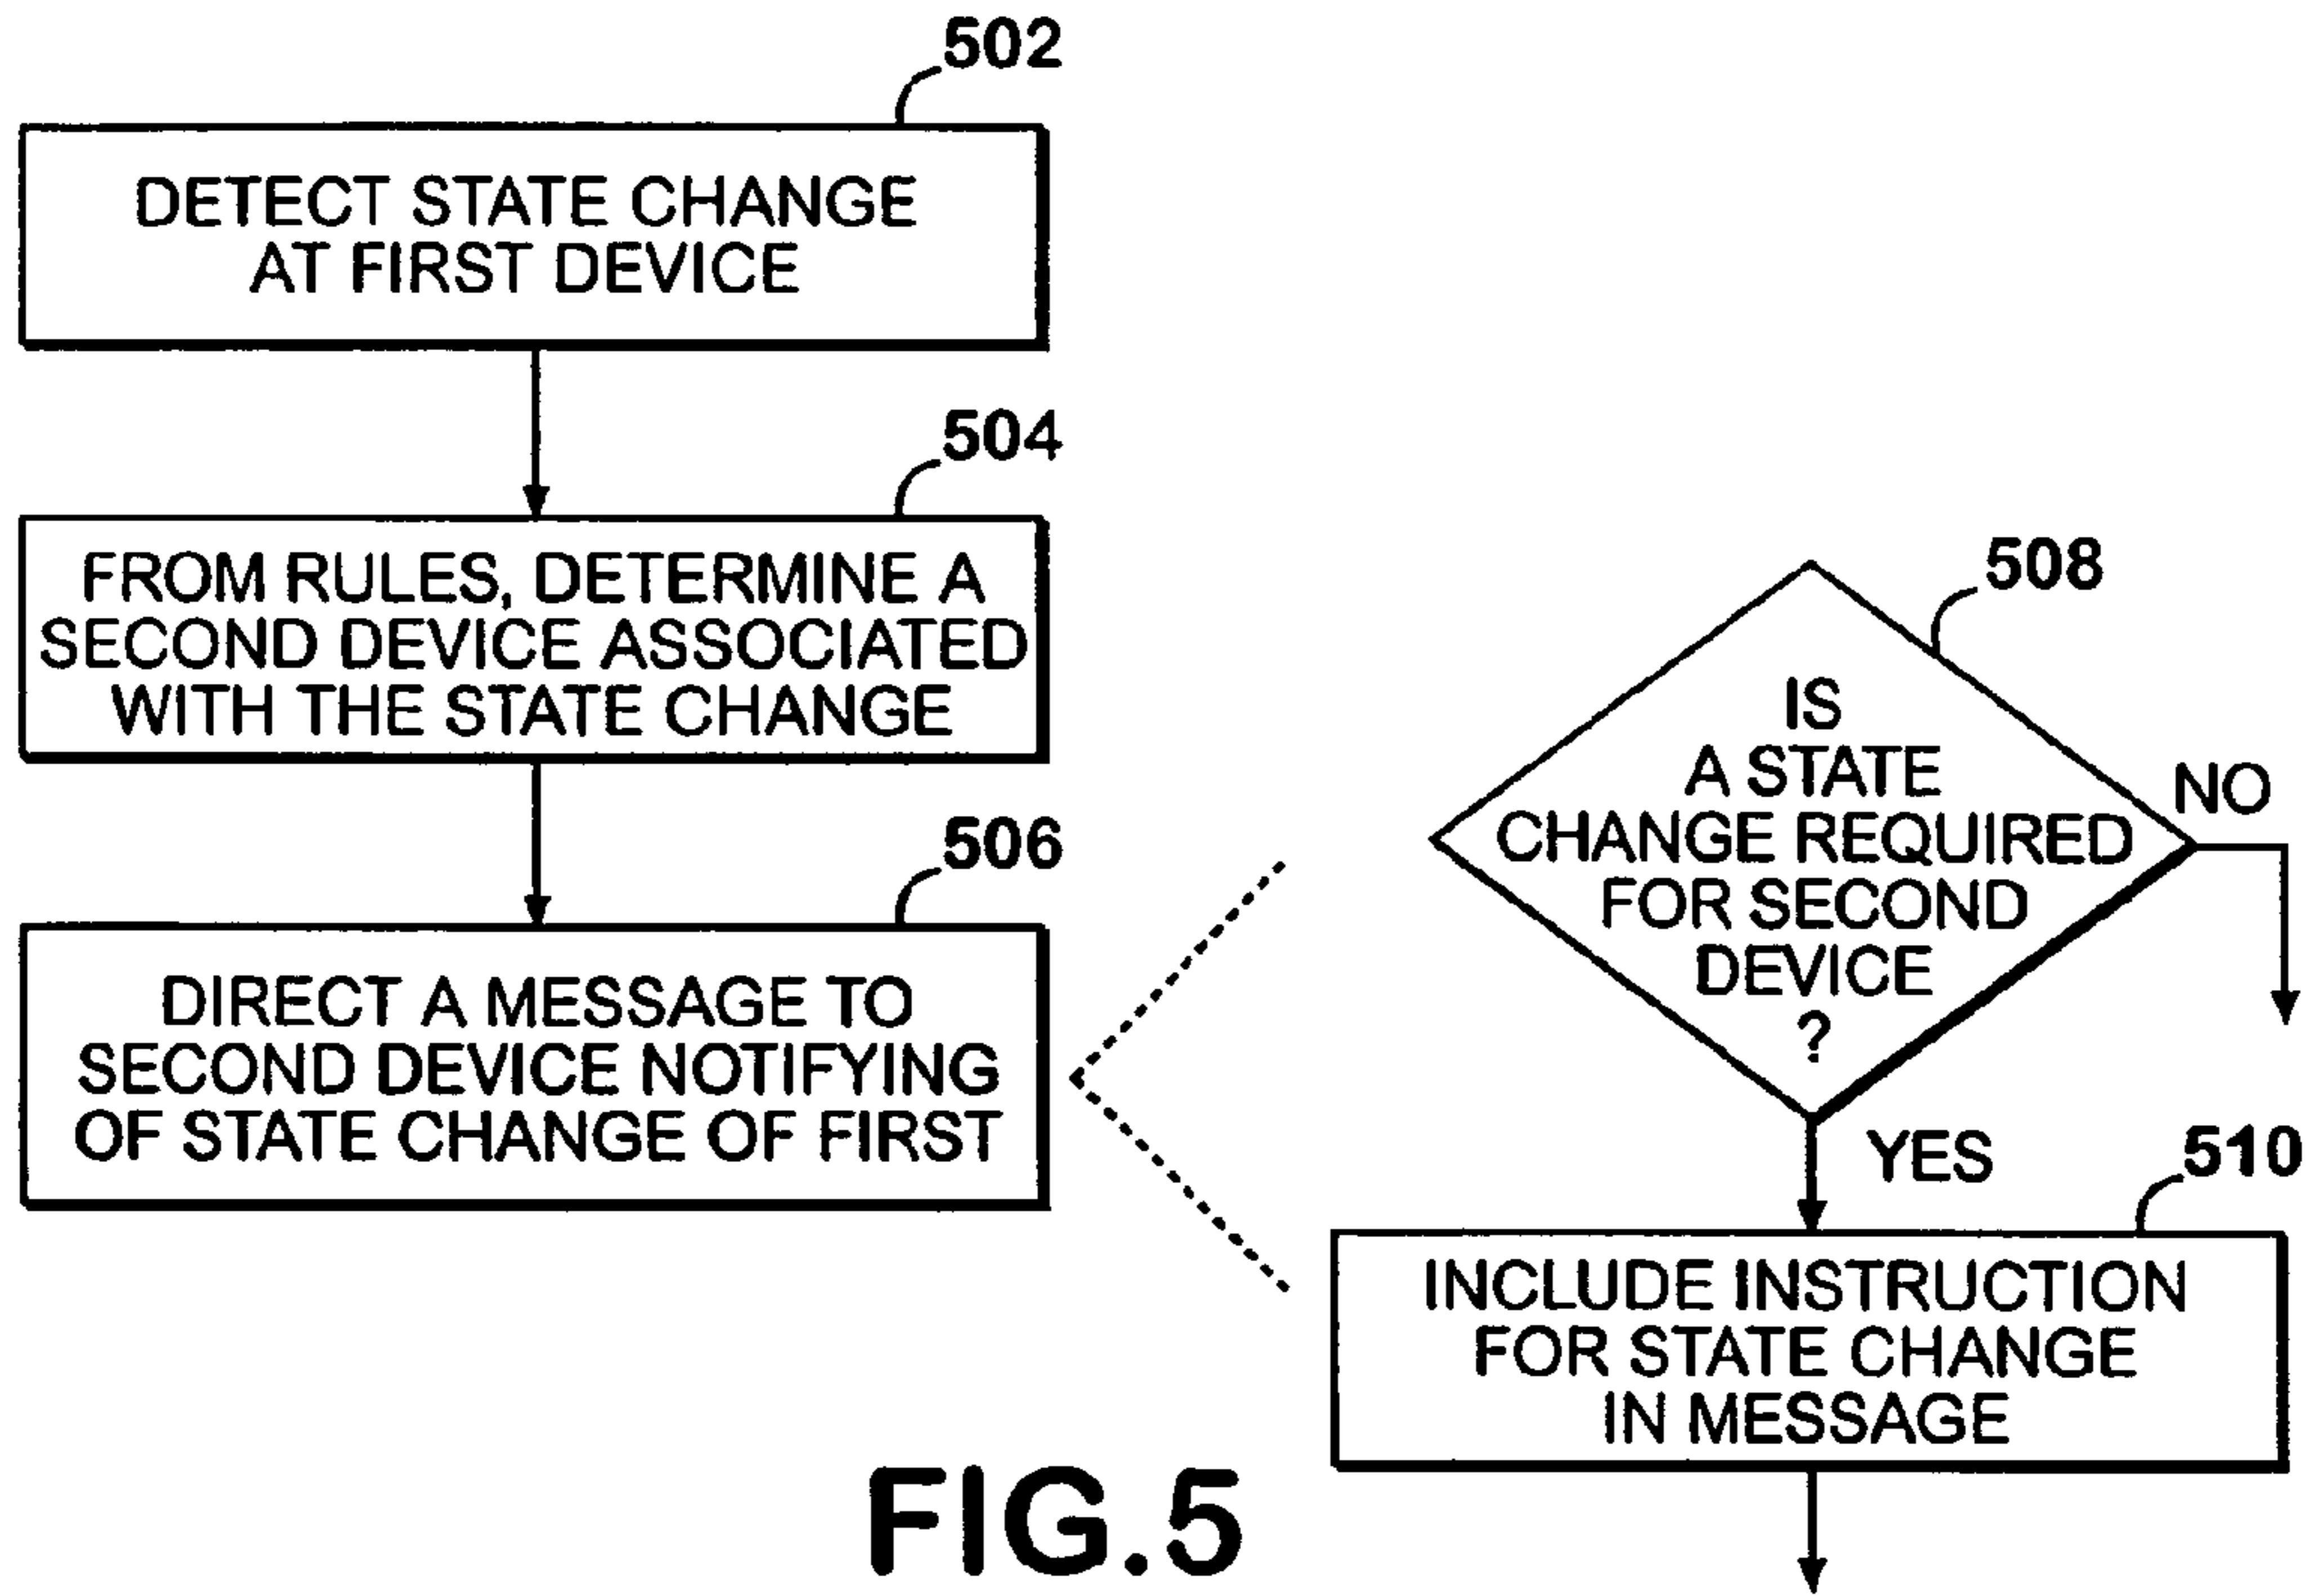 502
DETECT STATE CHANGE
AT FIRST DEVICE
504
FROM RULES, DETERMINE A
SECOND DEVICE ASSOCIATED
WITH THE STATE CHANGE
506
DIRECT A MESSAGE TO
SECOND DEVICE NOTIFYING
OF STATE CHANGE OF FIRST
508
IS
A STATE
CHANGE REQUIRED
FOR SECOND
DEVICE
?
NO
YES
510
INCLUDE INSTRUCTION
FOR STATE CHANGE
IN MESSAGE
FIG.5